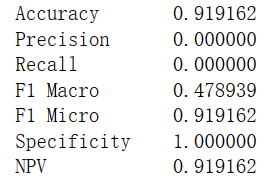 Accuracy 0.919162
Precision 0.000000
Recall 0.000000
F1 Macro 0.478939
F1 Micro 0.919162
Specificity 1.000000
NPV 0.919162